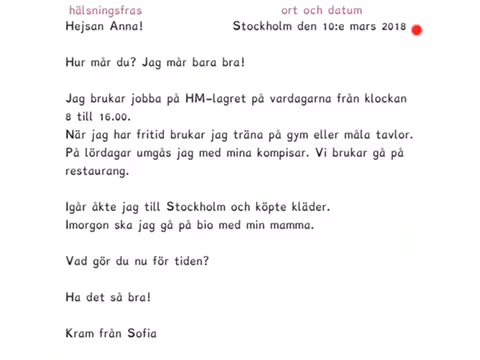 hälsningsfras ort och datum
Hejsan Anna! Stockholm den 10:e mars 2018
Hur mår du? Jag mår bara bra!
Jag brukar jobba på HM-lagret på vardagarna från klockan
8 till 16.00.
När jag har fritid brukar jag träna på gym eller måla tavlor.
På lördagar umgås jag med mina kompisar. Vi brukar gå på
restaurang.
Igår åkte jag till Stockholm och köpte kläder.
Imorgon ska jag gå på bio med min mamma.
Vad gör du nu för tiden?
Ha det så bra!
Kram från Sofia